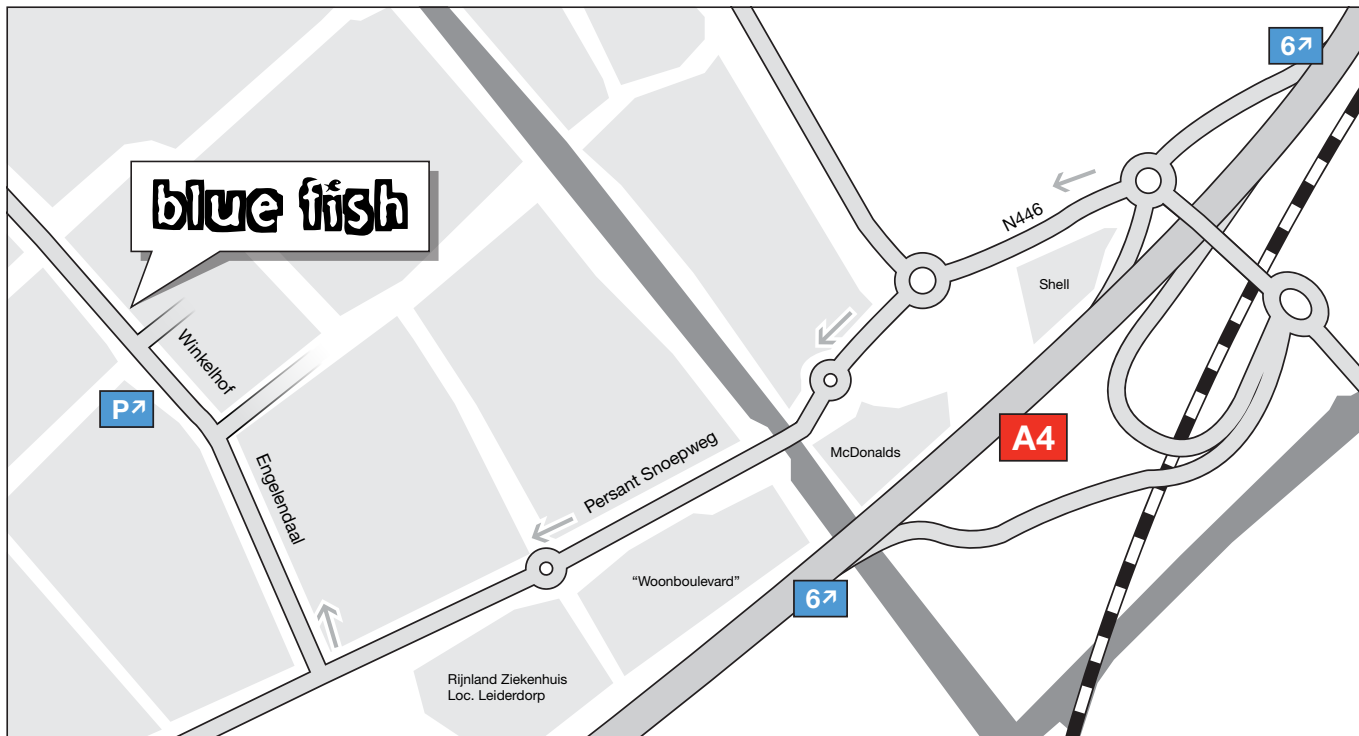 6↗
blue fish
N446
Shell
Winkelhof
P↗
A4
McDonalds
Persant Snoepweg
Engelendaal
“Woonboulevard”
6↗
Rijnland Ziekenhuis
Loc. Leiderdorp